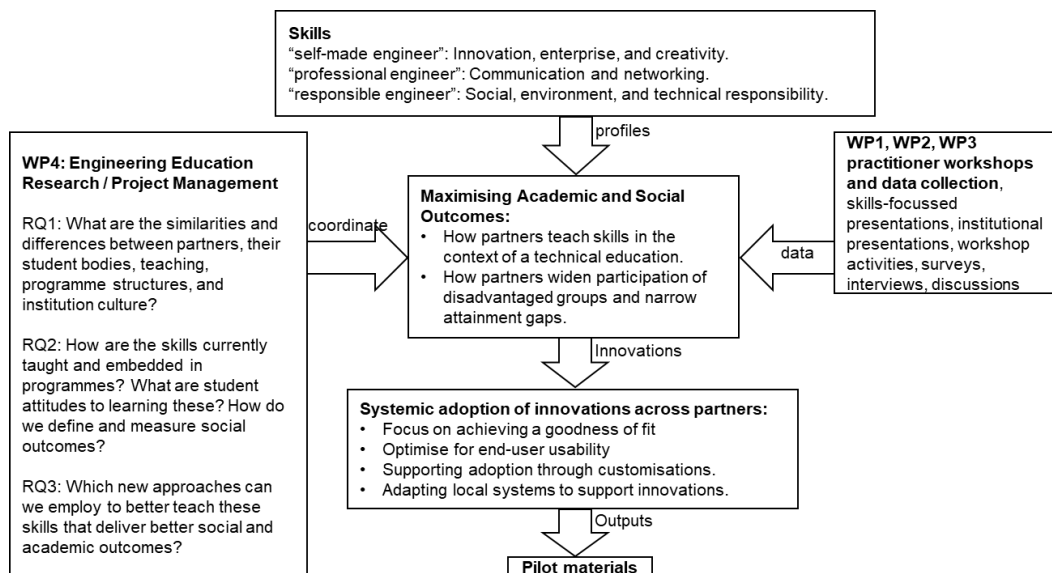 Skills
“self-made engineer”: Innovation, enterprise, and creativity.
“professional engineer”: Communication and networking.
“responsible engineer”: Social, environment, and technical responsibility.
profiles
WP4: Engineering Education
Research / Project Management
RQ1: What are the similarities and
differences between partners, their
student bodies, teaching,
programme structures, and
institution culture?
RQ2: How are the skills currently
taught and embedded in
programmes? What are student
attitudes to learning these? How do
we define and measure social
outcomes?
RQ3: Which new approaches can
we employ to better teach these
skills that deliver better social and
academic outcomes?
coordinate
Maximising Academic and Social
Outcomes:
• How partners teach skills in the
context of a technical education.
• How partners widen participation of
disadvantaged groups and narrow
attainment gaps.
WP1, WP2, WP3
practitioner workshops
and data collection,
skills-focussed
presentations, institutional
presentations, workshop
activities, surveys,
interviews, discussions
data
Innovations
Systemic adoption of innovations across partners:
• Focus on achieving a goodness of fit
• Optimise for end-user usability
• Supporting adoption through customisations.
• Adapting local systems to support innovations.
Outputs
Pilot materials